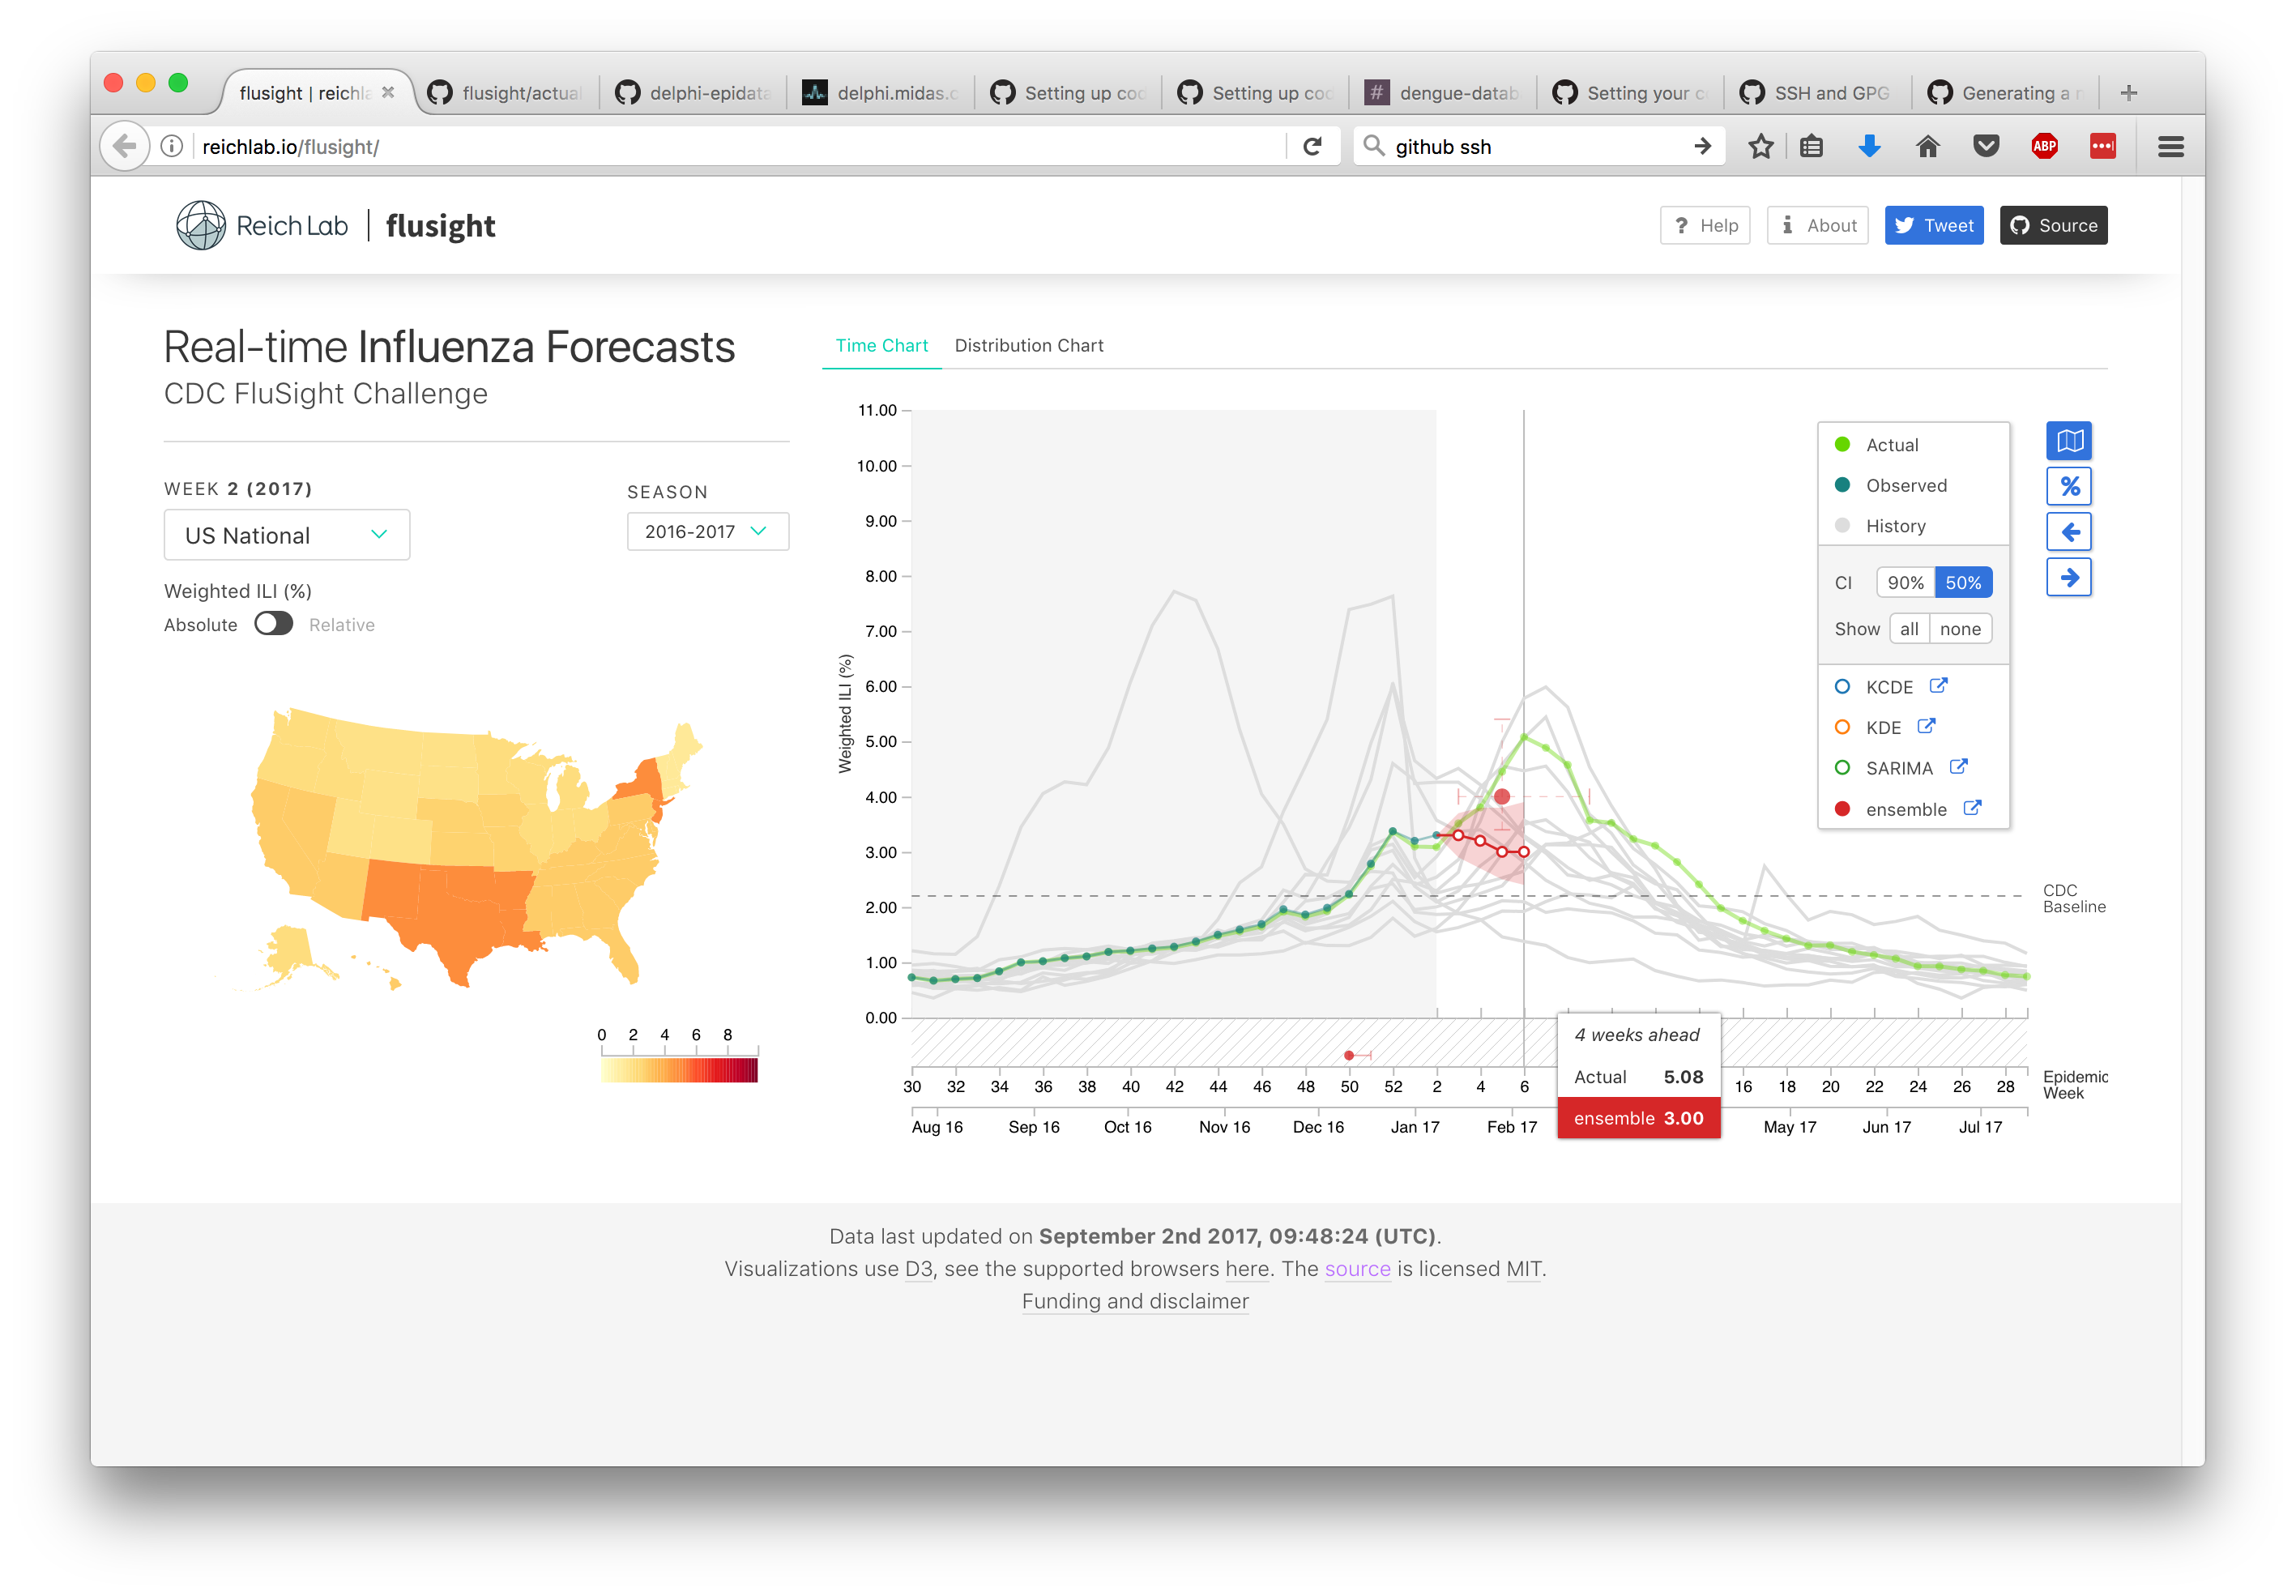 flusight | reichla
flusight/actual
delphi-epidata
delphi.midas.c
Setting up coc
Setting up coc
# dengue-datab
Setting your c
SSH and GPG
Generating a n
reichlab.io/flusight/
github ssh
ABP
Reich Lab | flusight
? Help
i About
Tweet
Source
Real-time Influenza Forecasts
CDC FluSight Challenge
WEEK 2 (2017)
US National
SEASON
2016-2017
Weighted ILI (%)
Absolute Relative
0 2 4 6 8
Time Chart Distribution Chart
11.00
10.00
9.00
8.00
7.00
6.00
5.00
4.00
3.00
2.00
1.00
0.00
Weighted ILI (%)
Actual
Observed
History
CI 90% 50%
Show all none
KCDE
KDE
SARIMA
ensemble
%
CDC
Baseline
4 weeks ahead
Actual 5.08
ensemble 3.00
30 32 34 36 38 40 42 44 46 48 50 52 2 4 6 16 18 20 22 24 26 28
Epidemic
Week
Aug 16 Sep 16 Oct 16 Nov 16 Dec 16 Jan 17 Feb 17 May 17 Jun 17 Jul 17
Data last updated on September 2nd 2017, 09:48:24 (UTC).
Visualizations use D3, see the supported browsers here. The source is licensed MIT.
Funding and disclaimer